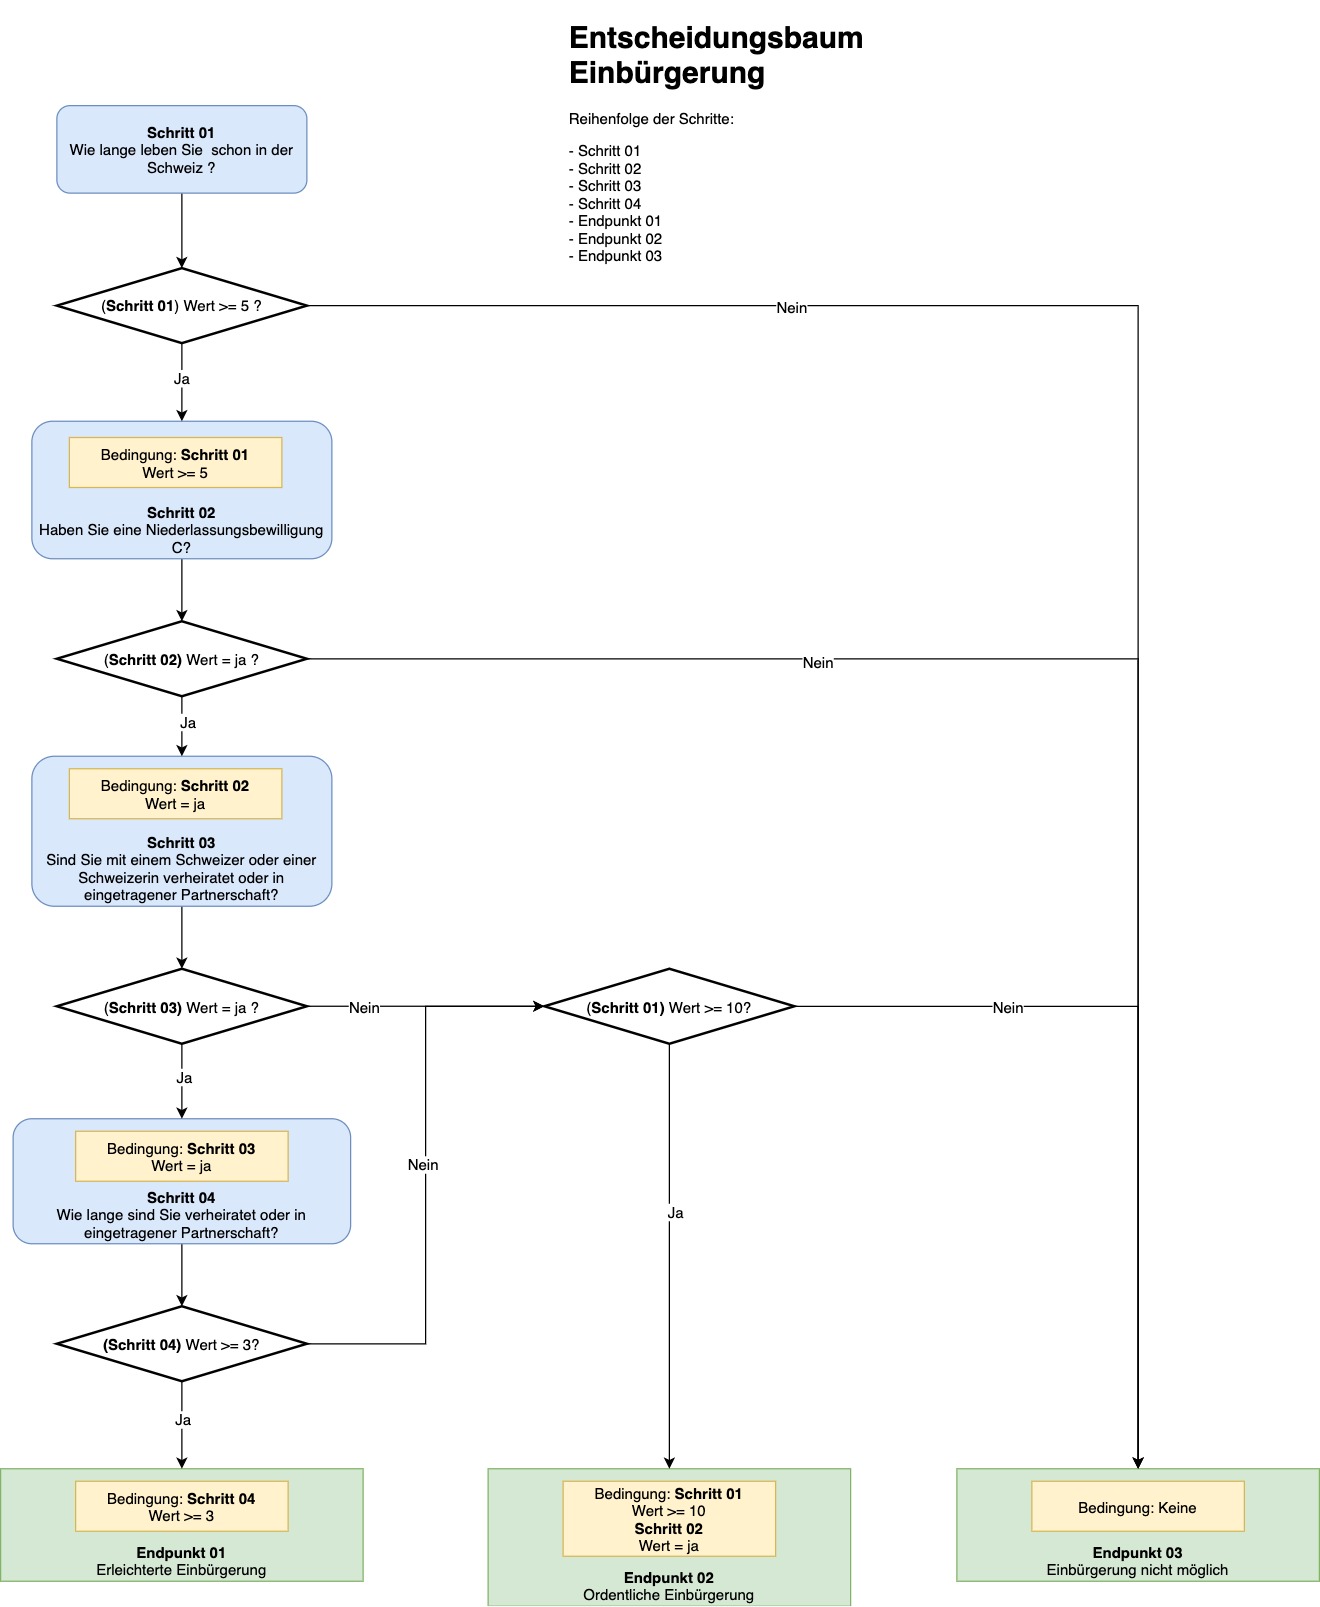 Entscheidungsbaum
Einbürgerung
Reihenfolge der Schritte:
- Schritt 01
- Schritt 02
- Schritt 03
- Schritt 04
- Endpunkt 01
- Endpunkt 02
- Endpunkt 03
Schritt 01
Wie lange leben Sie  schon in der
Schweiz ?
(Schritt 01) Wert >= 5 ?
Nein
Ja
Bedingung: Schritt 01
Wert >= 5
Schritt 02
Haben Sie eine Niederlassungsbewilligung
C?
(Schritt 02) Wert = ja ?
Nein
Ja
Bedingung: Schritt 02
Wert = ja
Schritt 03
Sind Sie mit einem Schweizer oder einer
Schweizerin verheiratet oder in
eingetragener Partnerschaft?
(Schritt 03) Wert = ja ?
Nein
(Schritt 01) Wert >= 10?
Nein
Ja
Bedingung: Schritt 03
Wert = ja
Schritt 04
Wie lange sind Sie verheiratet oder in
eingetragener Partnerschaft?
Nein
Ja
(Schritt 04) Wert >= 3?
Ja
Bedingung: Schritt 04
Wert >= 3
Endpunkt 01
Erleichterte Einbürgerung
Bedingung: Schritt 01
Wert >= 10
Schritt 02
Wert = ja
Endpunkt 02
Ordentliche Einbürgerung
Bedingung: Keine
Endpunkt 03
Einbürgerung nicht möglich